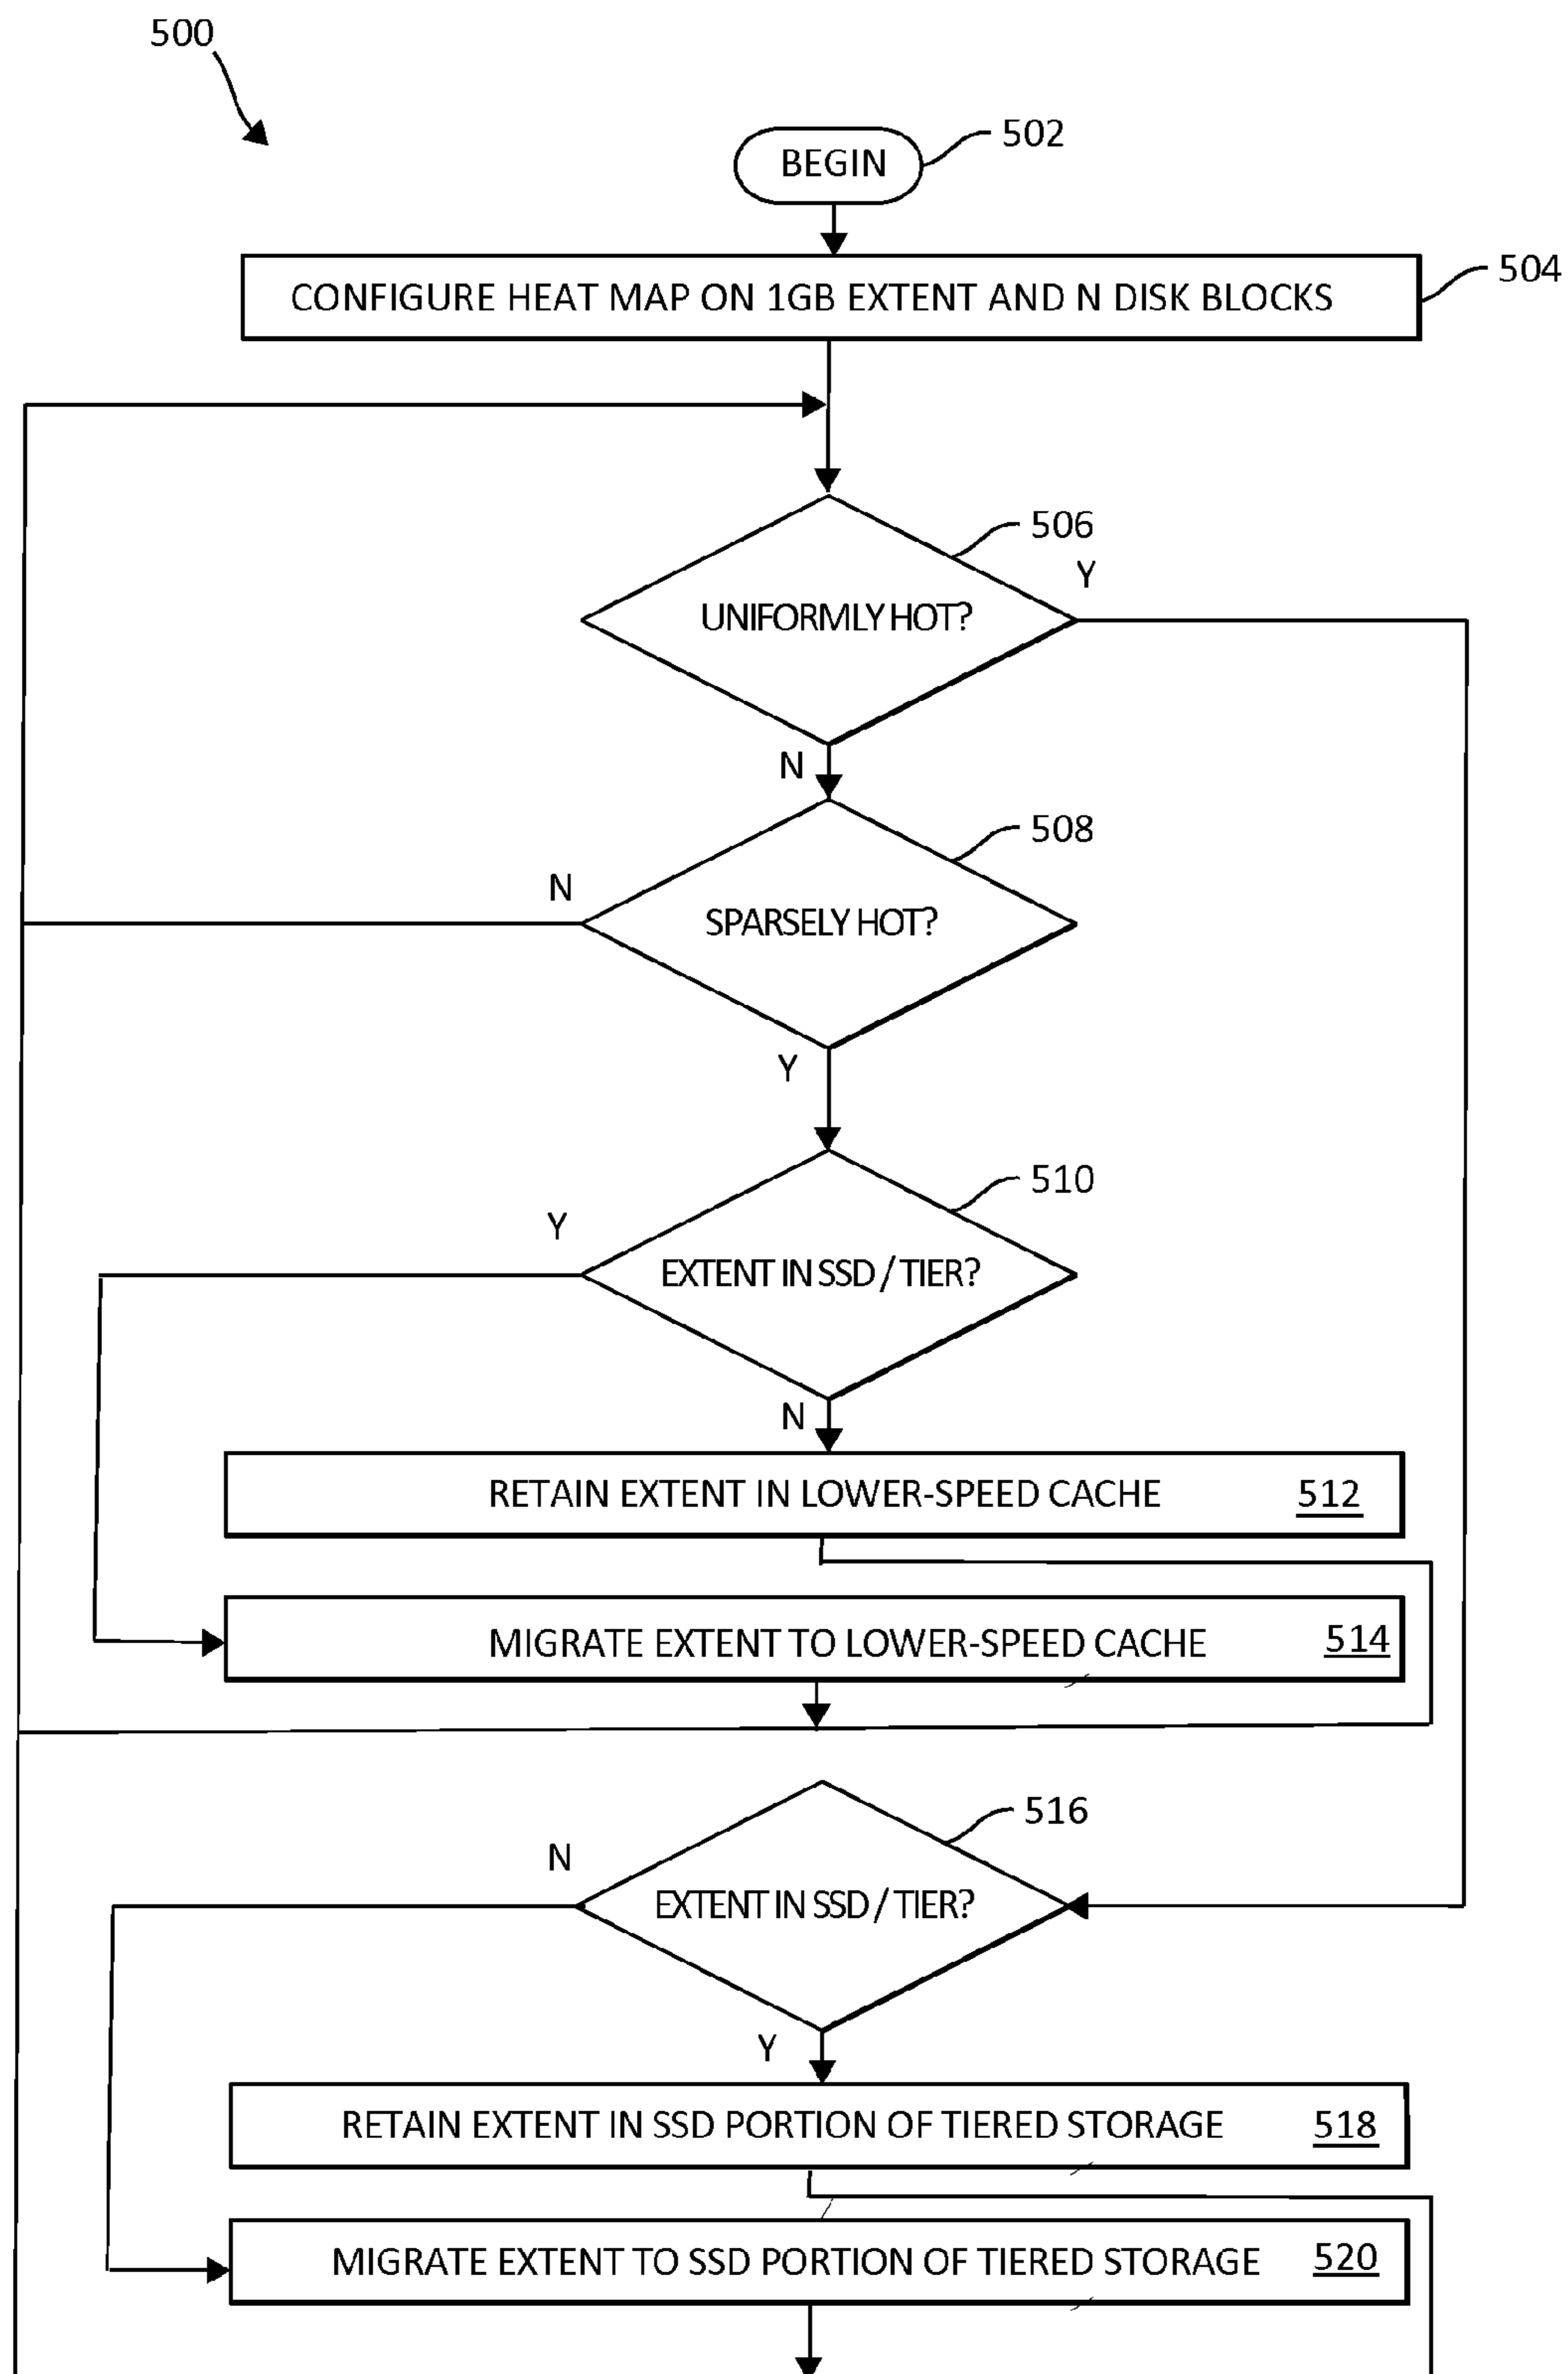 500
BEGIN
502
CONFIGURE HEAT MAP ON 1GB EXTENT AND N DISK BLOCKS
504
506
Y
UNIFORMLY HOT?
N
508
N
SPARSELY HOT?
Y
510
Y
EXTENT IN SSD / TIER?
N
RETAIN EXTENT IN LOWER-SPEED CACHE 512
MIGRATE EXTENT TO LOWER-SPEED CACHE 514
516
N
EXTENT IN SSD / TIER?
Y
RETAIN EXTENT IN SSD PORTION OF TIERED STORAGE 518
MIGRATE EXTENT TO SSD PORTION OF TIERED STORAGE 520